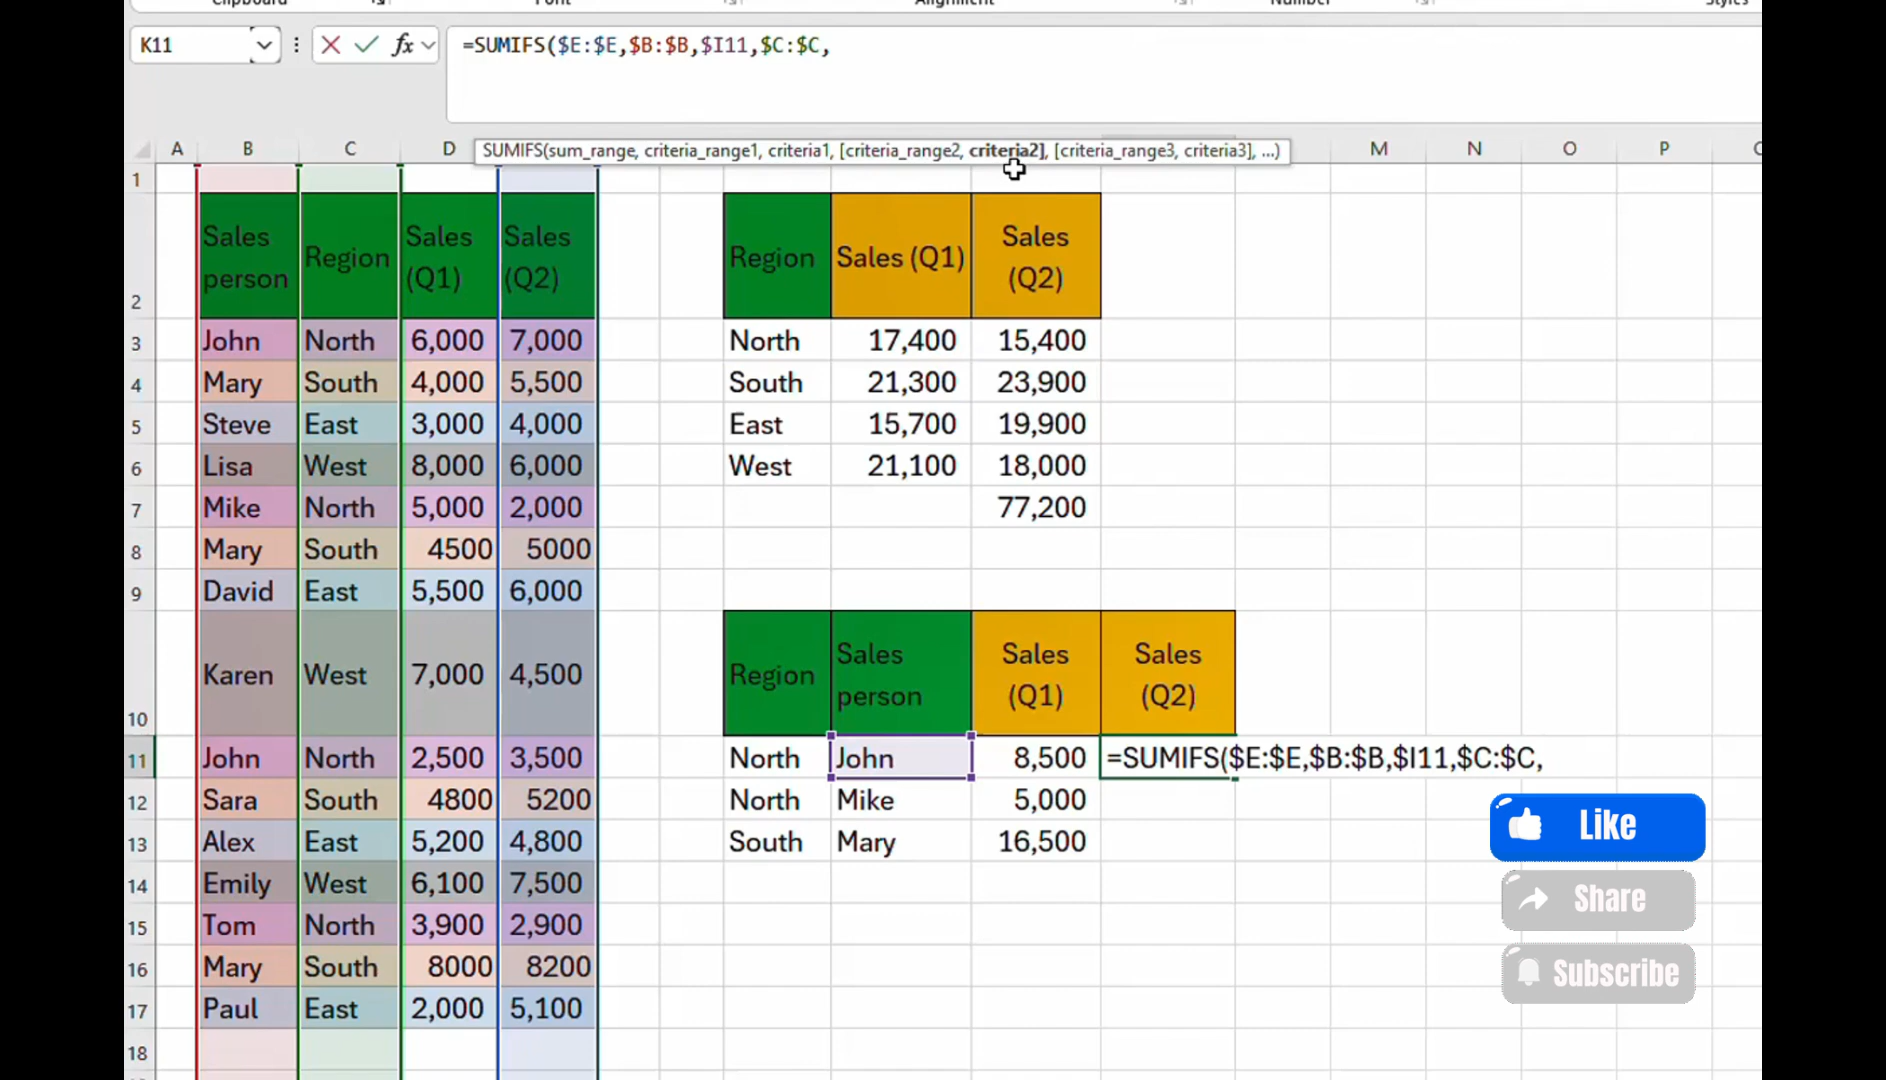 Clipboard Font Alignment Number Styles
K11 fx =SUMIFS($E:$E,$B:$B,$I11,$C:$C,
SUMIFS(sum_range, criteria_range1, criteria1, [criteria_range2, criteria2], [criteria_range3, criteria3], ...)
A B C D M N O P
1
2 Sales person Region Sales (Q1) Sales (Q2) Region Sales (Q1) Sales (Q2)
3 John North 6,000 7,000 North 17,400 15,400
4 Mary South 4,000 5,500 South 21,300 23,900
5 Steve East 3,000 4,000 East 15,700 19,900
6 Lisa West 8,000 6,000 West 21,100 18,000
7 Mike North 5,000 2,000 77,200
8 Mary South 4500 5000
9 David East 5,500 6,000
10 Karen West 7,000 4,500 Region Sales person Sales (Q1) Sales (Q2)
11 John North 2,500 3,500 North John 8,500 =SUMIFS($E:$E,$B:$B,$I11,$C:$C,
12 Sara South 4800 5200 North Mike 5,000
13 Alex East 5,200 4,800 South Mary 16,500
14 Emily West 6,100 7,500
15 Tom North 3,900 2,900
16 Mary South 8000 8200
17 Paul East 2,000 5,100
18
Like
Share
Subscribe